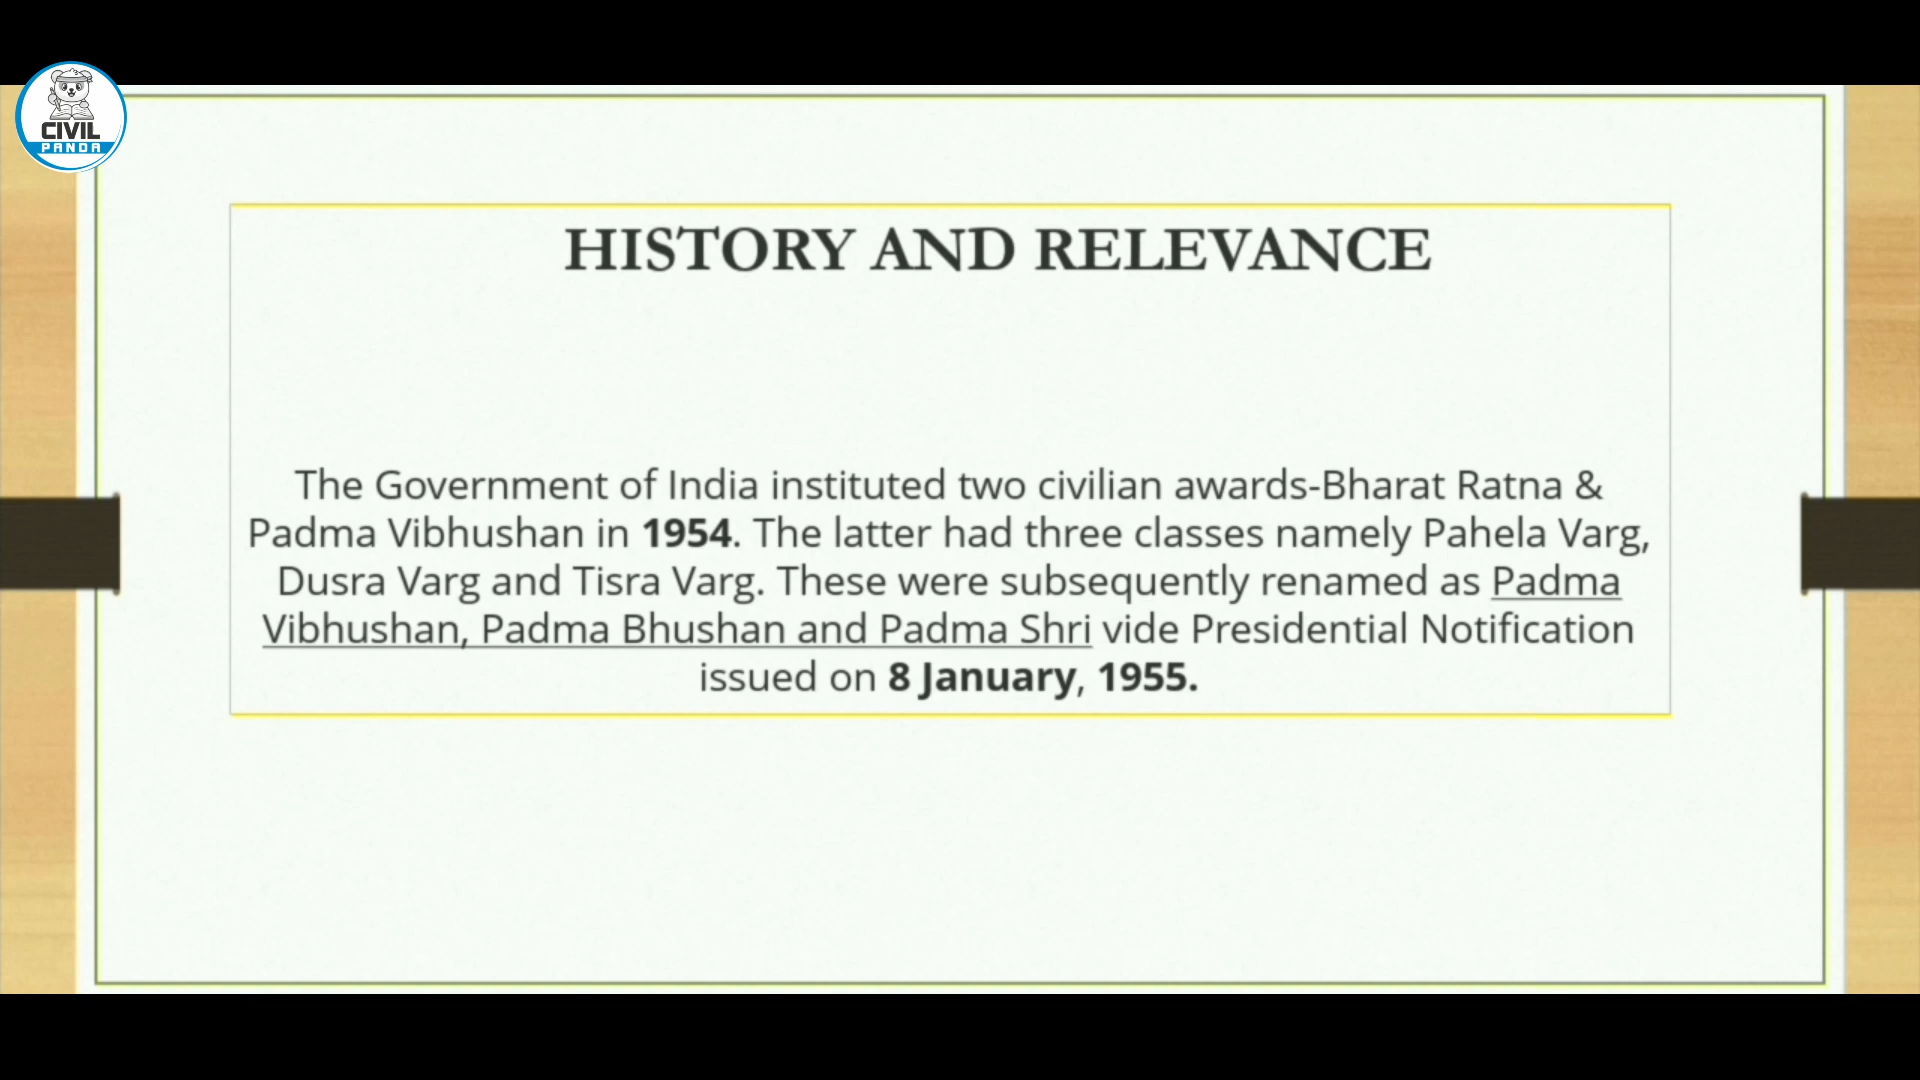 CIVIL
PANDA
HISTORY AND RELEVANCE
The Government of India instituted two civilian awards-Bharat Ratna &
Padma Vibhushan in 1954. The latter had three classes namely Pahela Varg,
Dusra Varg and Tisra Varg. These were subsequently renamed as Padma
Vibhushan, Padma Bhushan and Padma Shri vide Presidential Notification
issued on 8 January, 1955.